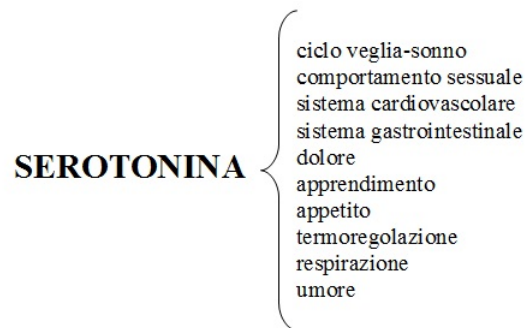 SEROTONINA
ciclo veglia-sonno
comportamento sessuale
sistema cardiovascolare
sistema gastrointestinale
dolore
apprendimento
appetito
termoregolazione
respirazione
umore